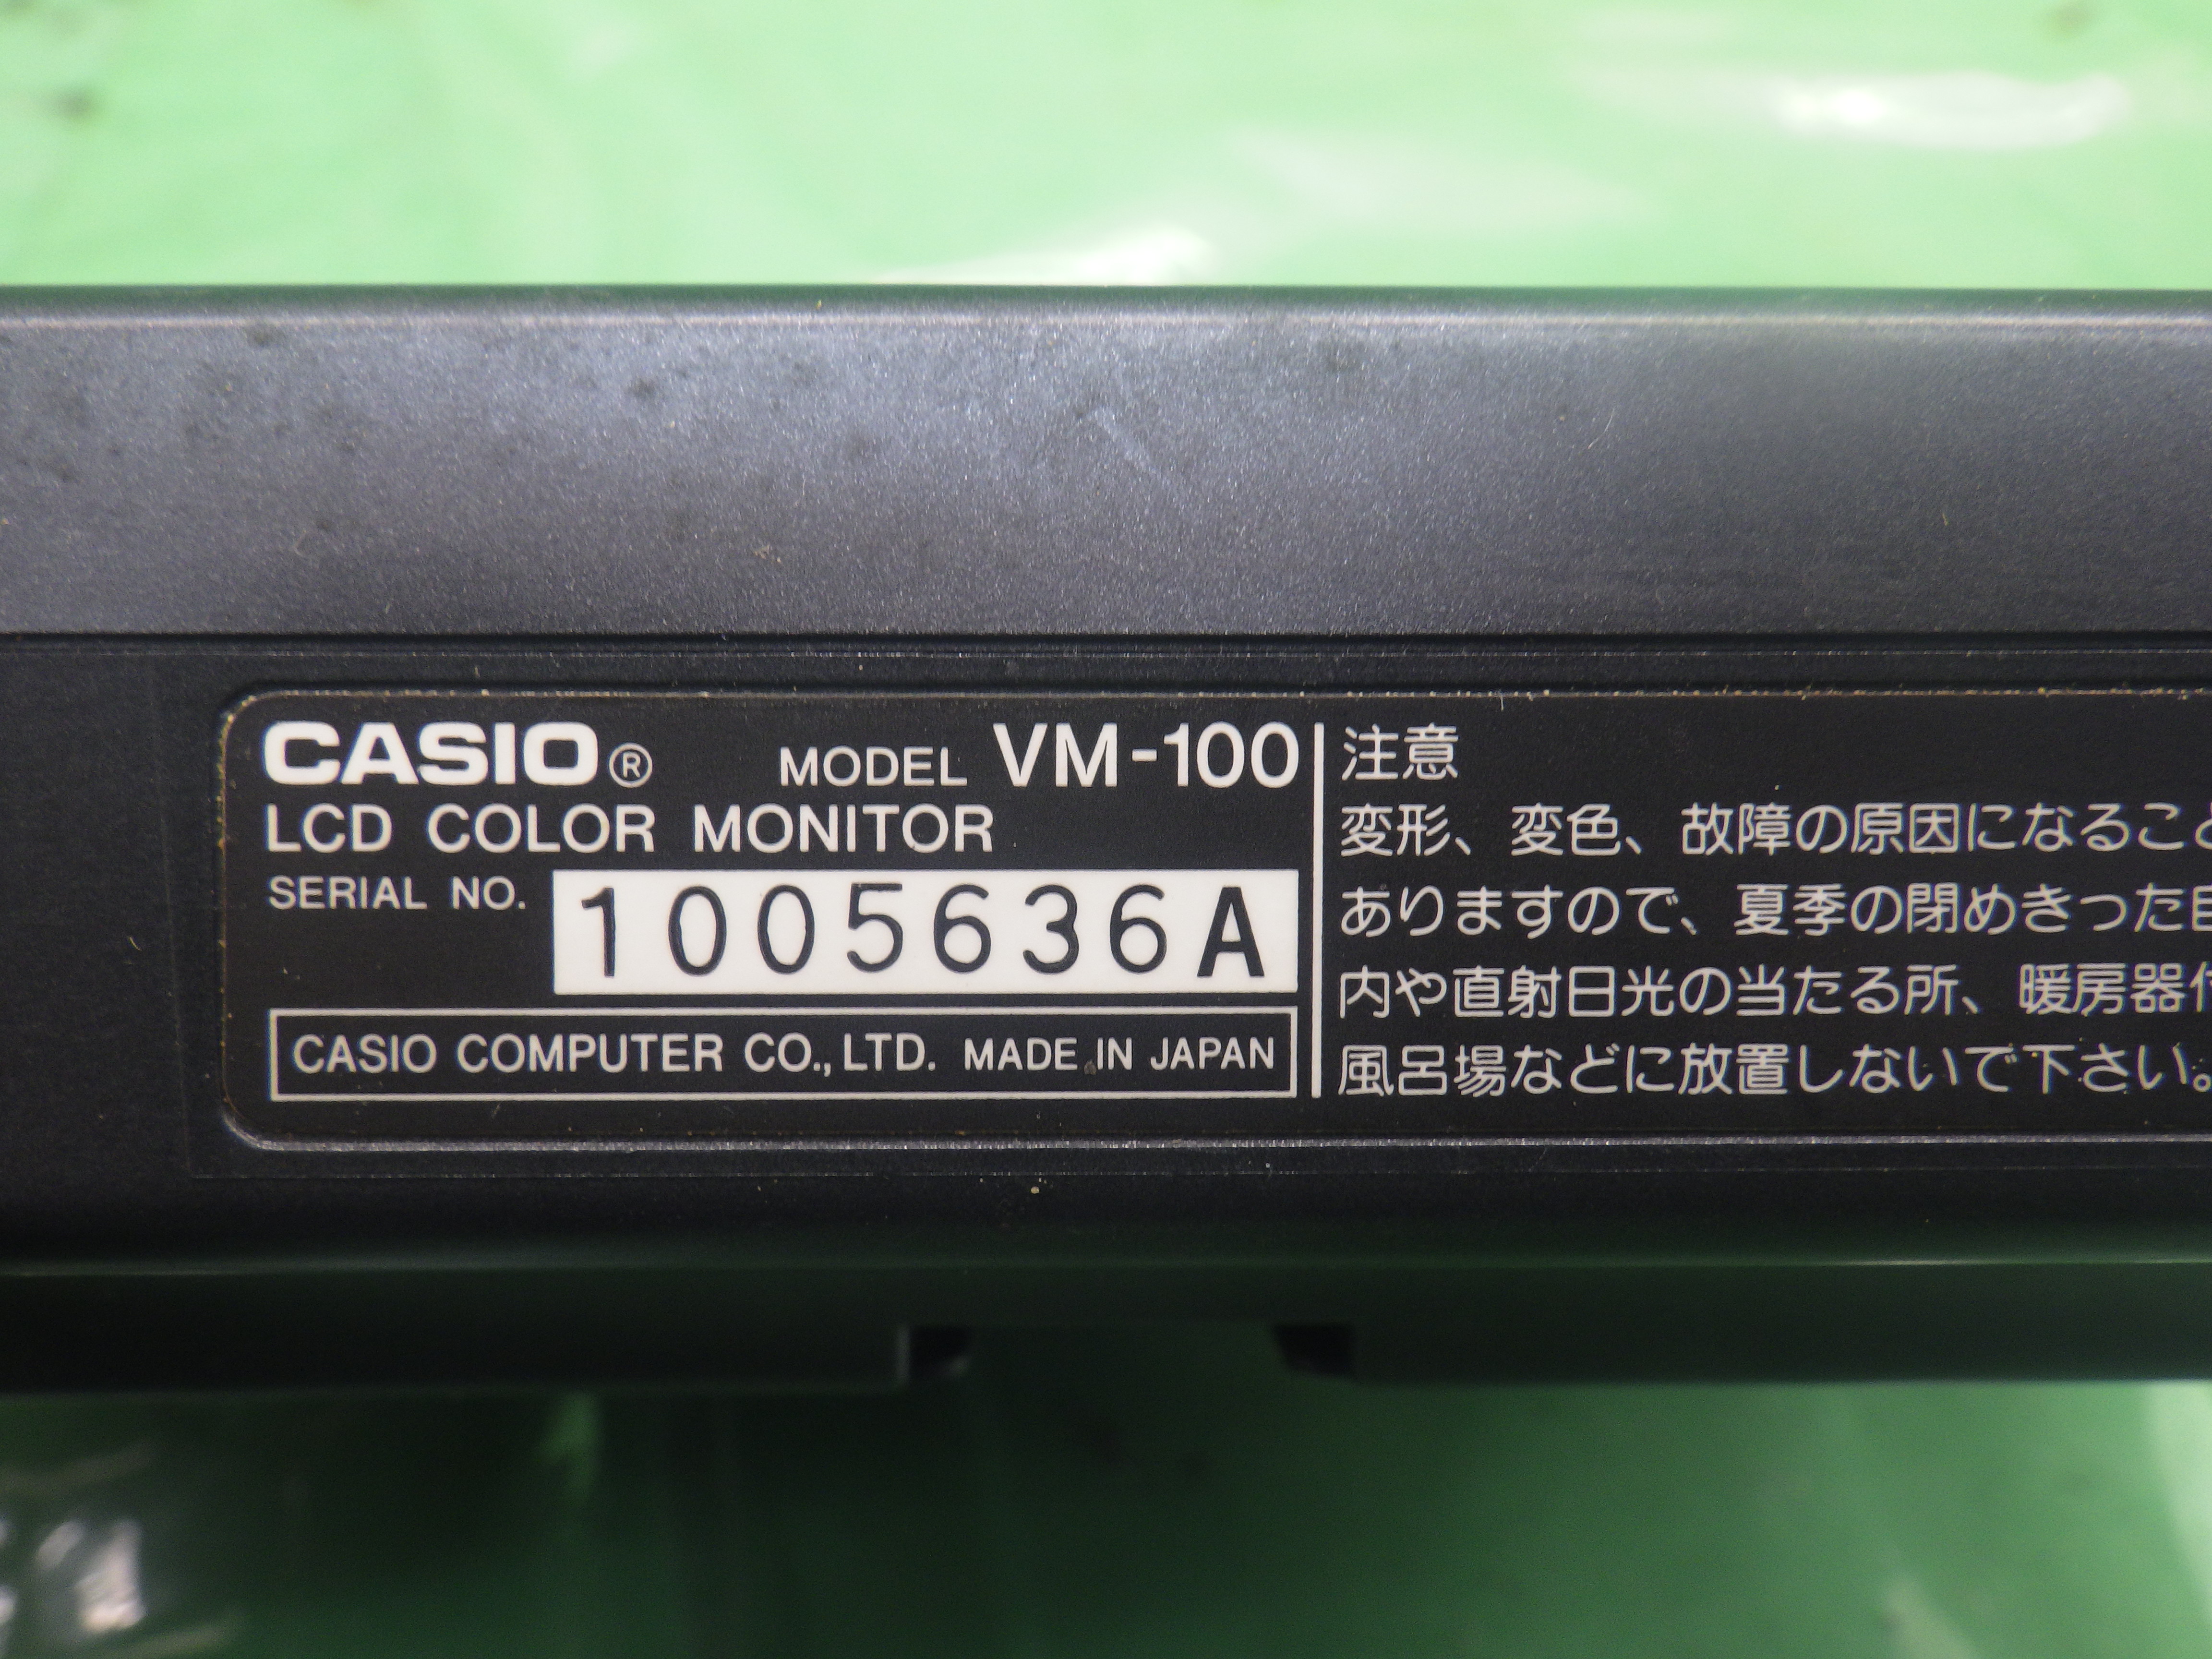 CASIO® MODEL VM-100
LCD COLOR MONITOR
SERIAL NO. 1005636A
CASIO COMPUTER CO., LTD. MADE IN JAPAN
注意
変形、変色、故障の原因になること
ありますので、夏季の閉めきった
内や直射日光の当たる所、暖房器
風呂場などに放置しないで下さい。